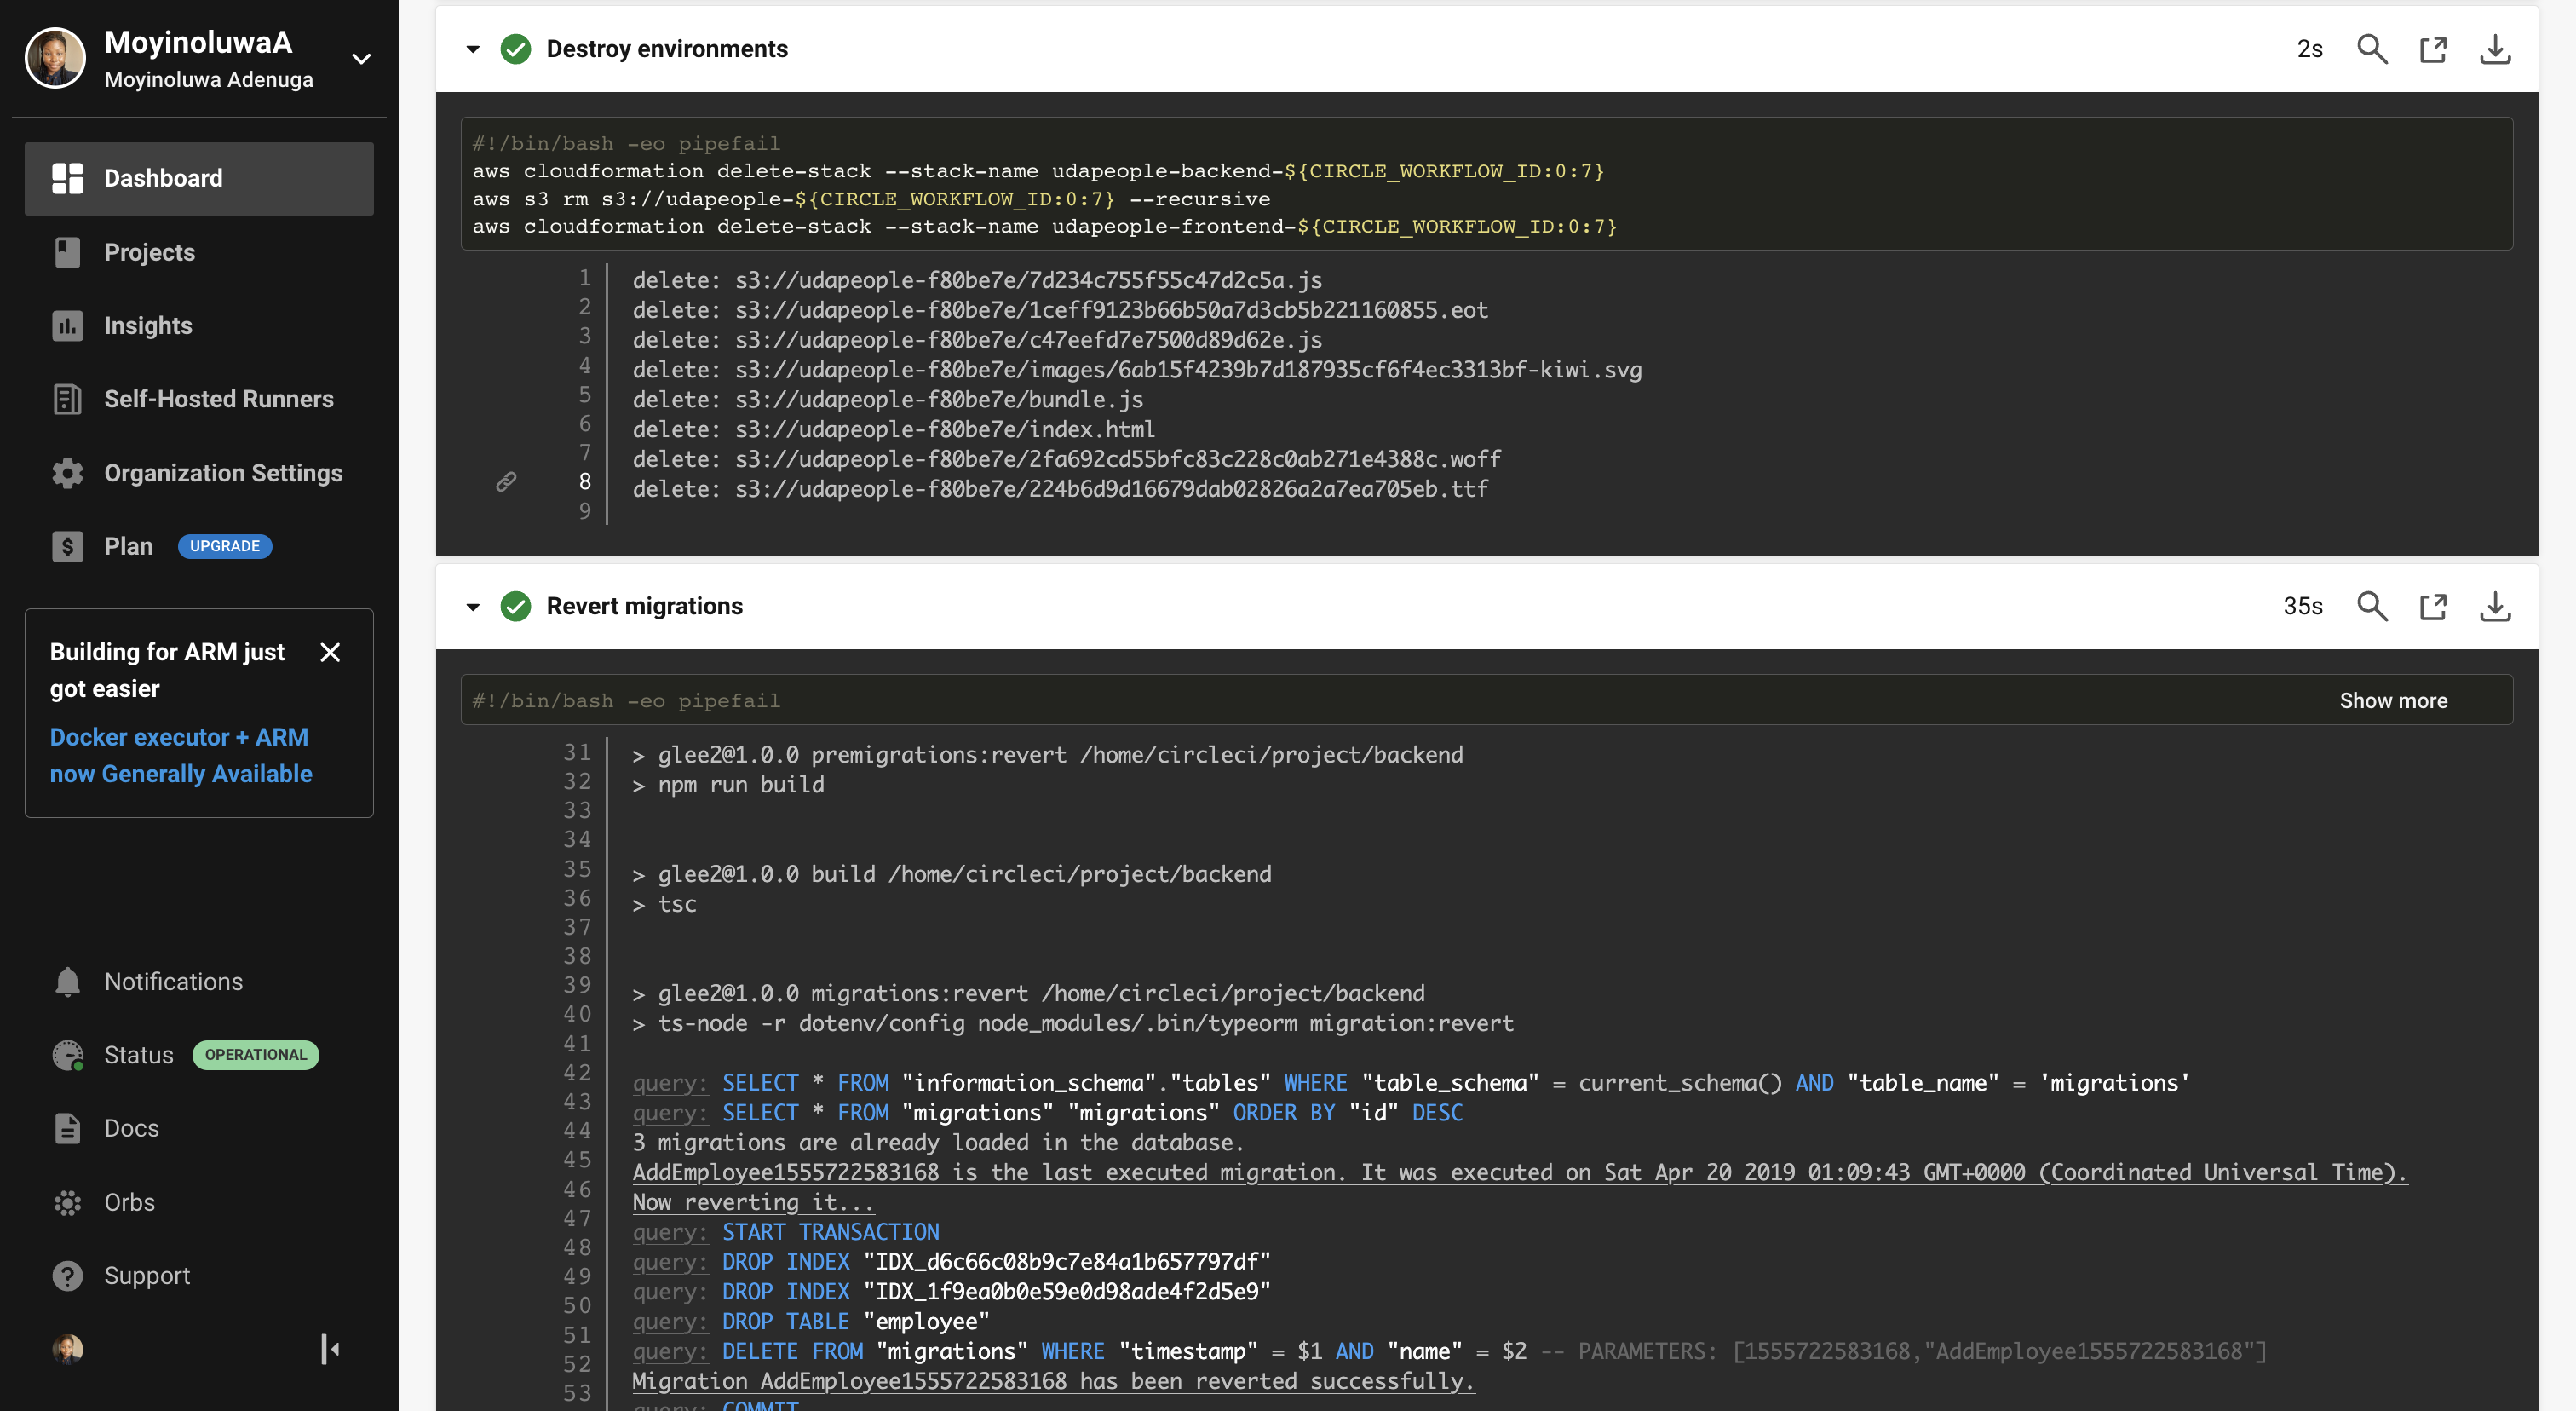 MoyinoluwaA
Moyinoluwa Adenuga
Dashboard
Projects
Insights
Self-Hosted Runners
Organization Settings
Plan UPGRADE
Building for ARM just
got easier
Docker executor + ARM
now Generally Available
Notifications
Status OPERATIONAL
Docs
Orbs
Support
Destroy environments 2s
#!/bin/bash -eo pipefail
aws cloudformation delete-stack --stack-name udapeople-backend-${CIRCLE_WORKFLOW_ID:0:7}
aws s3 rm s3://udapeople-${CIRCLE_WORKFLOW_ID:0:7} --recursive
aws cloudformation delete-stack --stack-name udapeople-frontend-${CIRCLE_WORKFLOW_ID:0:7}
1 delete: s3://udapeople-f80be7e/7d234c755f55c47d2c5a.js
2 delete: s3://udapeople-f80be7e/1ceff9123b66b50a7d3cb5b221160855.eot
3 delete: s3://udapeople-f80be7e/c47eefd7e7500d89d62e.js
4 delete: s3://udapeople-f80be7e/images/6ab15f4239b7d187935cf6f4ec3313bf-kiwi.svg
5 delete: s3://udapeople-f80be7e/bundle.js
6 delete: s3://udapeople-f80be7e/index.html
7 delete: s3://udapeople-f80be7e/2fa692cd55bfc83c228c0ab271e4388c.woff
8 delete: s3://udapeople-f80be7e/224b6d9d16679dab02826a2a7ea705eb.ttf
9
Revert migrations 35s
#!/bin/bash -eo pipefail Show more
31 > glee2@1.0.0 premigrations:revert /home/circleci/project/backend
32 > npm run build
33
34
35 > glee2@1.0.0 build /home/circleci/project/backend
36 > tsc
37
38
39 > glee2@1.0.0 migrations:revert /home/circleci/project/backend
40 > ts-node -r dotenv/config node_modules/.bin/typeorm migration:revert
41
42 query: SELECT * FROM "information_schema"."tables" WHERE "table_schema" = current_schema() AND "table_name" = 'migrations'
43 query: SELECT * FROM "migrations" "migrations" ORDER BY "id" DESC
44 3 migrations are already loaded in the database.
45 AddEmployee1555722583168 is the last executed migration. It was executed on Sat Apr 20 2019 01:09:43 GMT+0000 (Coordinated Universal Time).
46 Now reverting it...
47 query: START TRANSACTION
48 query: DROP INDEX "IDX_d6c66c08b9c7e84a1b657797df"
49 query: DROP INDEX "IDX_1f9ea0b0e59e0d98ade4f2d5e9"
50 query: DROP TABLE "employee"
51 query: DELETE FROM "migrations" WHERE "timestamp" = $1 AND "name" = $2 -- PARAMETERS: [1555722583168,"AddEmployee1555722583168"]
52 Migration AddEmployee1555722583168 has been reverted successfully.
53 query: COMMIT